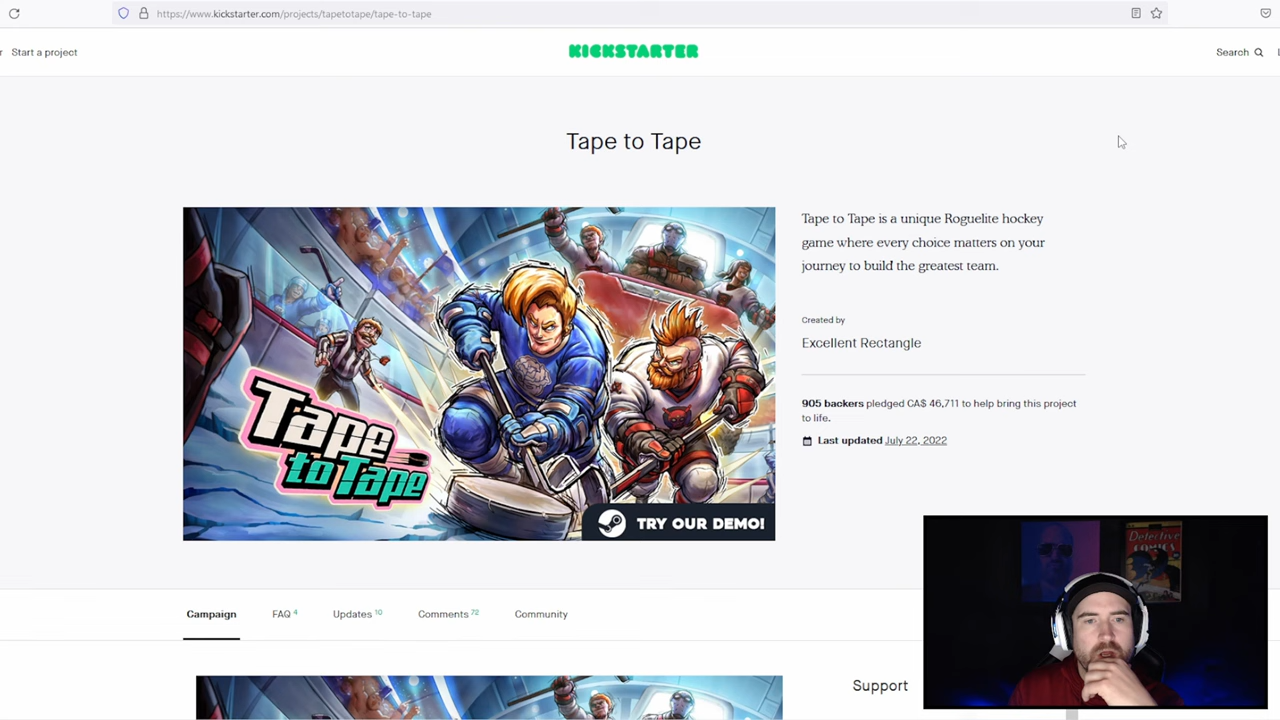 https://www.kickstarter.com/projects/tapetotape/tape-to-tape
r Start a project
KICKSTARTER
Search
Tape to Tape
Tape to Tape is a unique Roguelite hockey
game where every choice matters on your
journey to build the greatest team.
Created by
Excellent Rectangle
905 backers pledged CA$ 46,711 to help bring this project
to life.
Last updated July 22, 2022
Tape
to Tape
TRY OUR DEMO!
Campaign
FAQ 4
Updates 10
Comments 72
Community
Support
Detective
COMICS